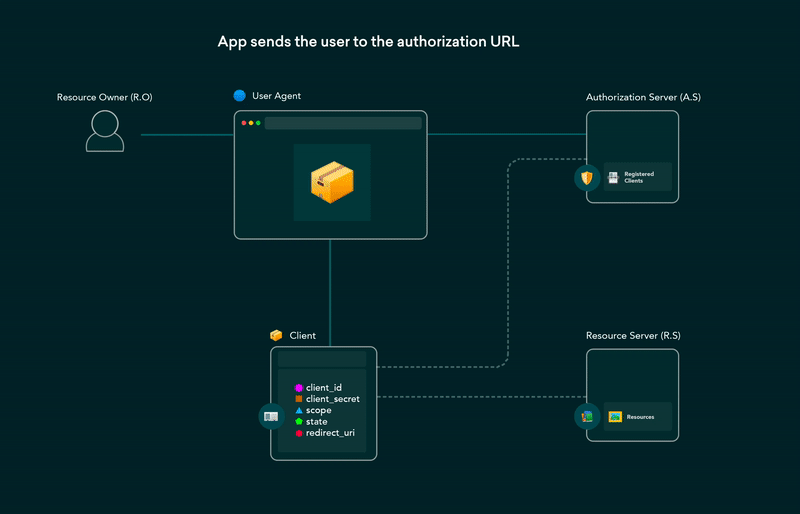 App sends the user to the authorization URL
Resource Owner (R.O)
User Agent
Authorization Server (A.S)
Registered
Clients
Client
client_id
client_secret
scope
state
redirect_uri
Resource Server (R.S)
Resources